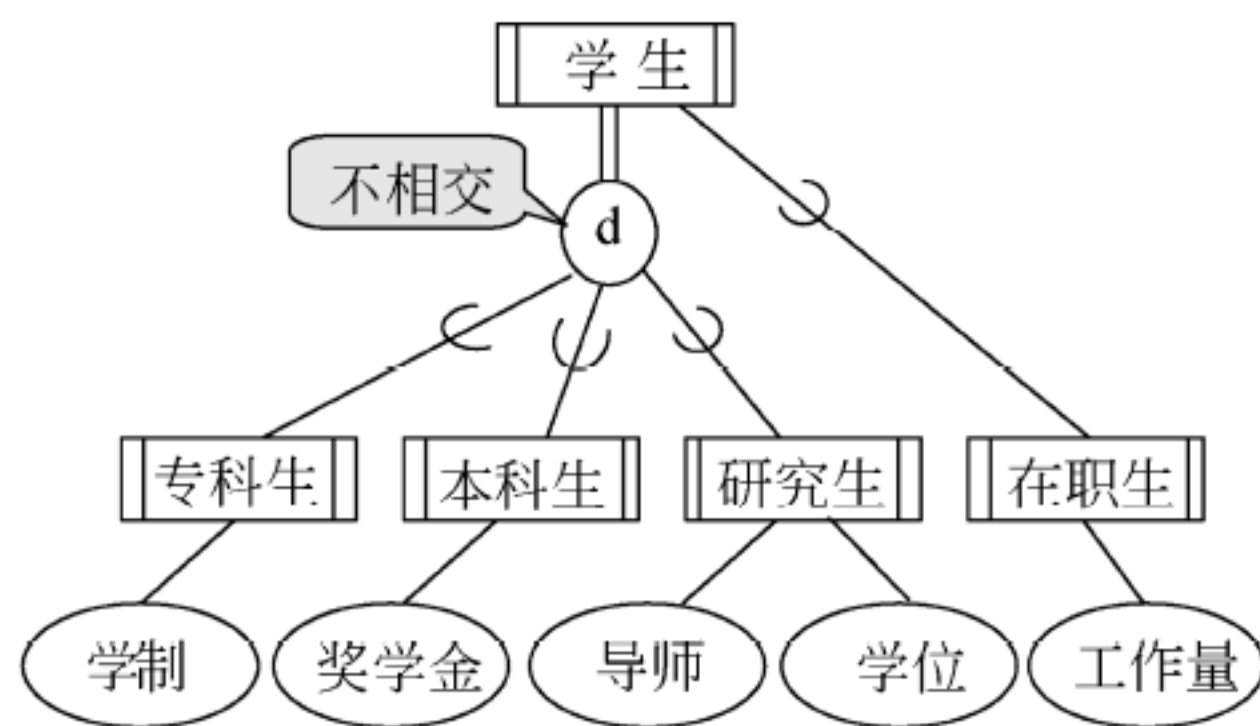 学 生
不相交
d
专科生
本科生
研究生
在职生
学制
奖学金
导师
学位
工作量